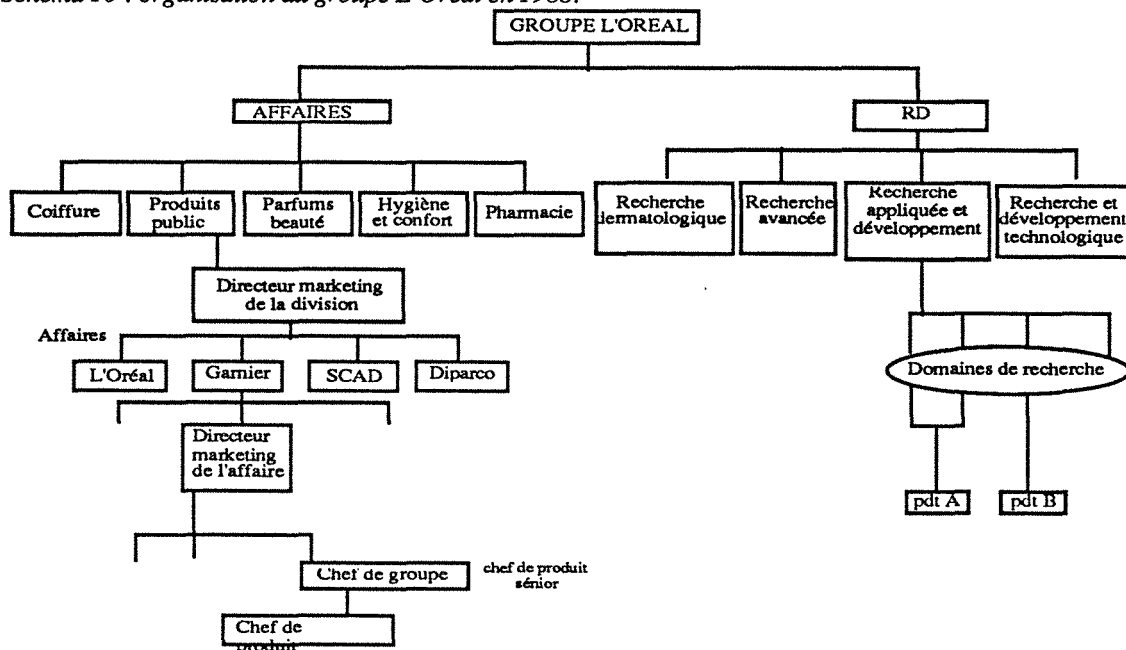 GROUPE L'OREAL
AFFAIRES
RD
Coiffure
Produits
public
Parfums
beauté
Hygiène
et confort
Pharmacie
Recherche
dermatologique
Recherche
avancée
Recherche
appliquée et
développement
Recherche et
développement
technologique
Directeur marketing
de la division
Affaires
L'Oréal
Garnier
SCAD
Diparco
Domaines de recherche
Directeur
marketing
de l'affaire
pdt A
pdt B
Chef de groupe
chef de produit
sénior
Chef de
produit